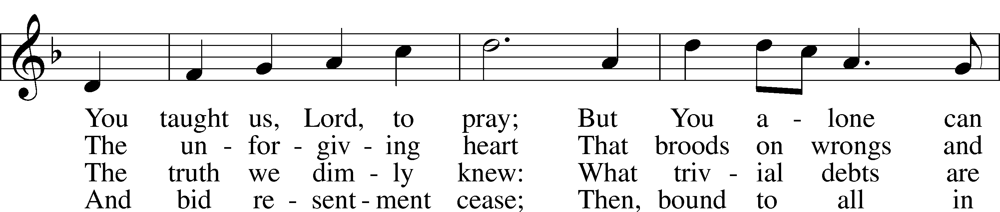 You taught us, Lord, to pray; But You a - lone can
The un - for - giv - ing heart That broods on wrongs and
The truth we dim - ly knew: What triv - ial debts are
And bid re - sent - ment cease; Then, bound to all in